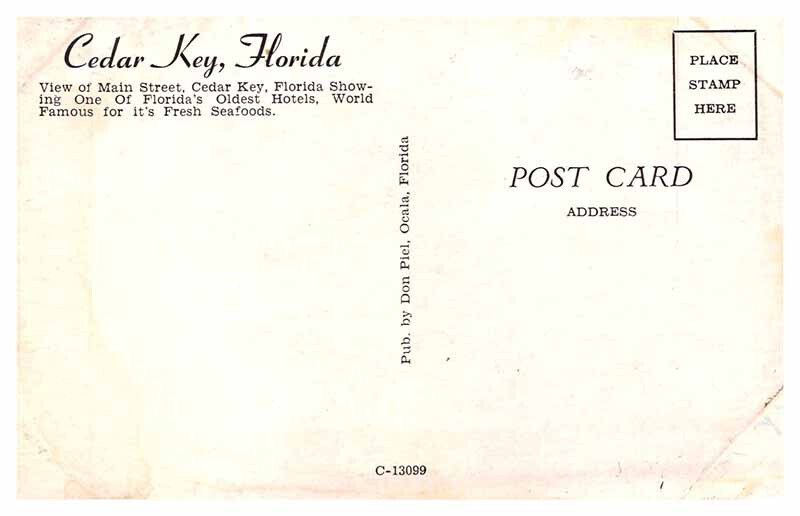 Cedar Key, Florida
View of Main Street, Cedar Key, Florida Show-
ing One Of Florida's Oldest Hotels, World
Famous for it's Fresh Seafoods.
Pub. by Don Piel, Ocala, Florida
PLACE
STAMP
HERE
POST CARD
ADDRESS
C-13099